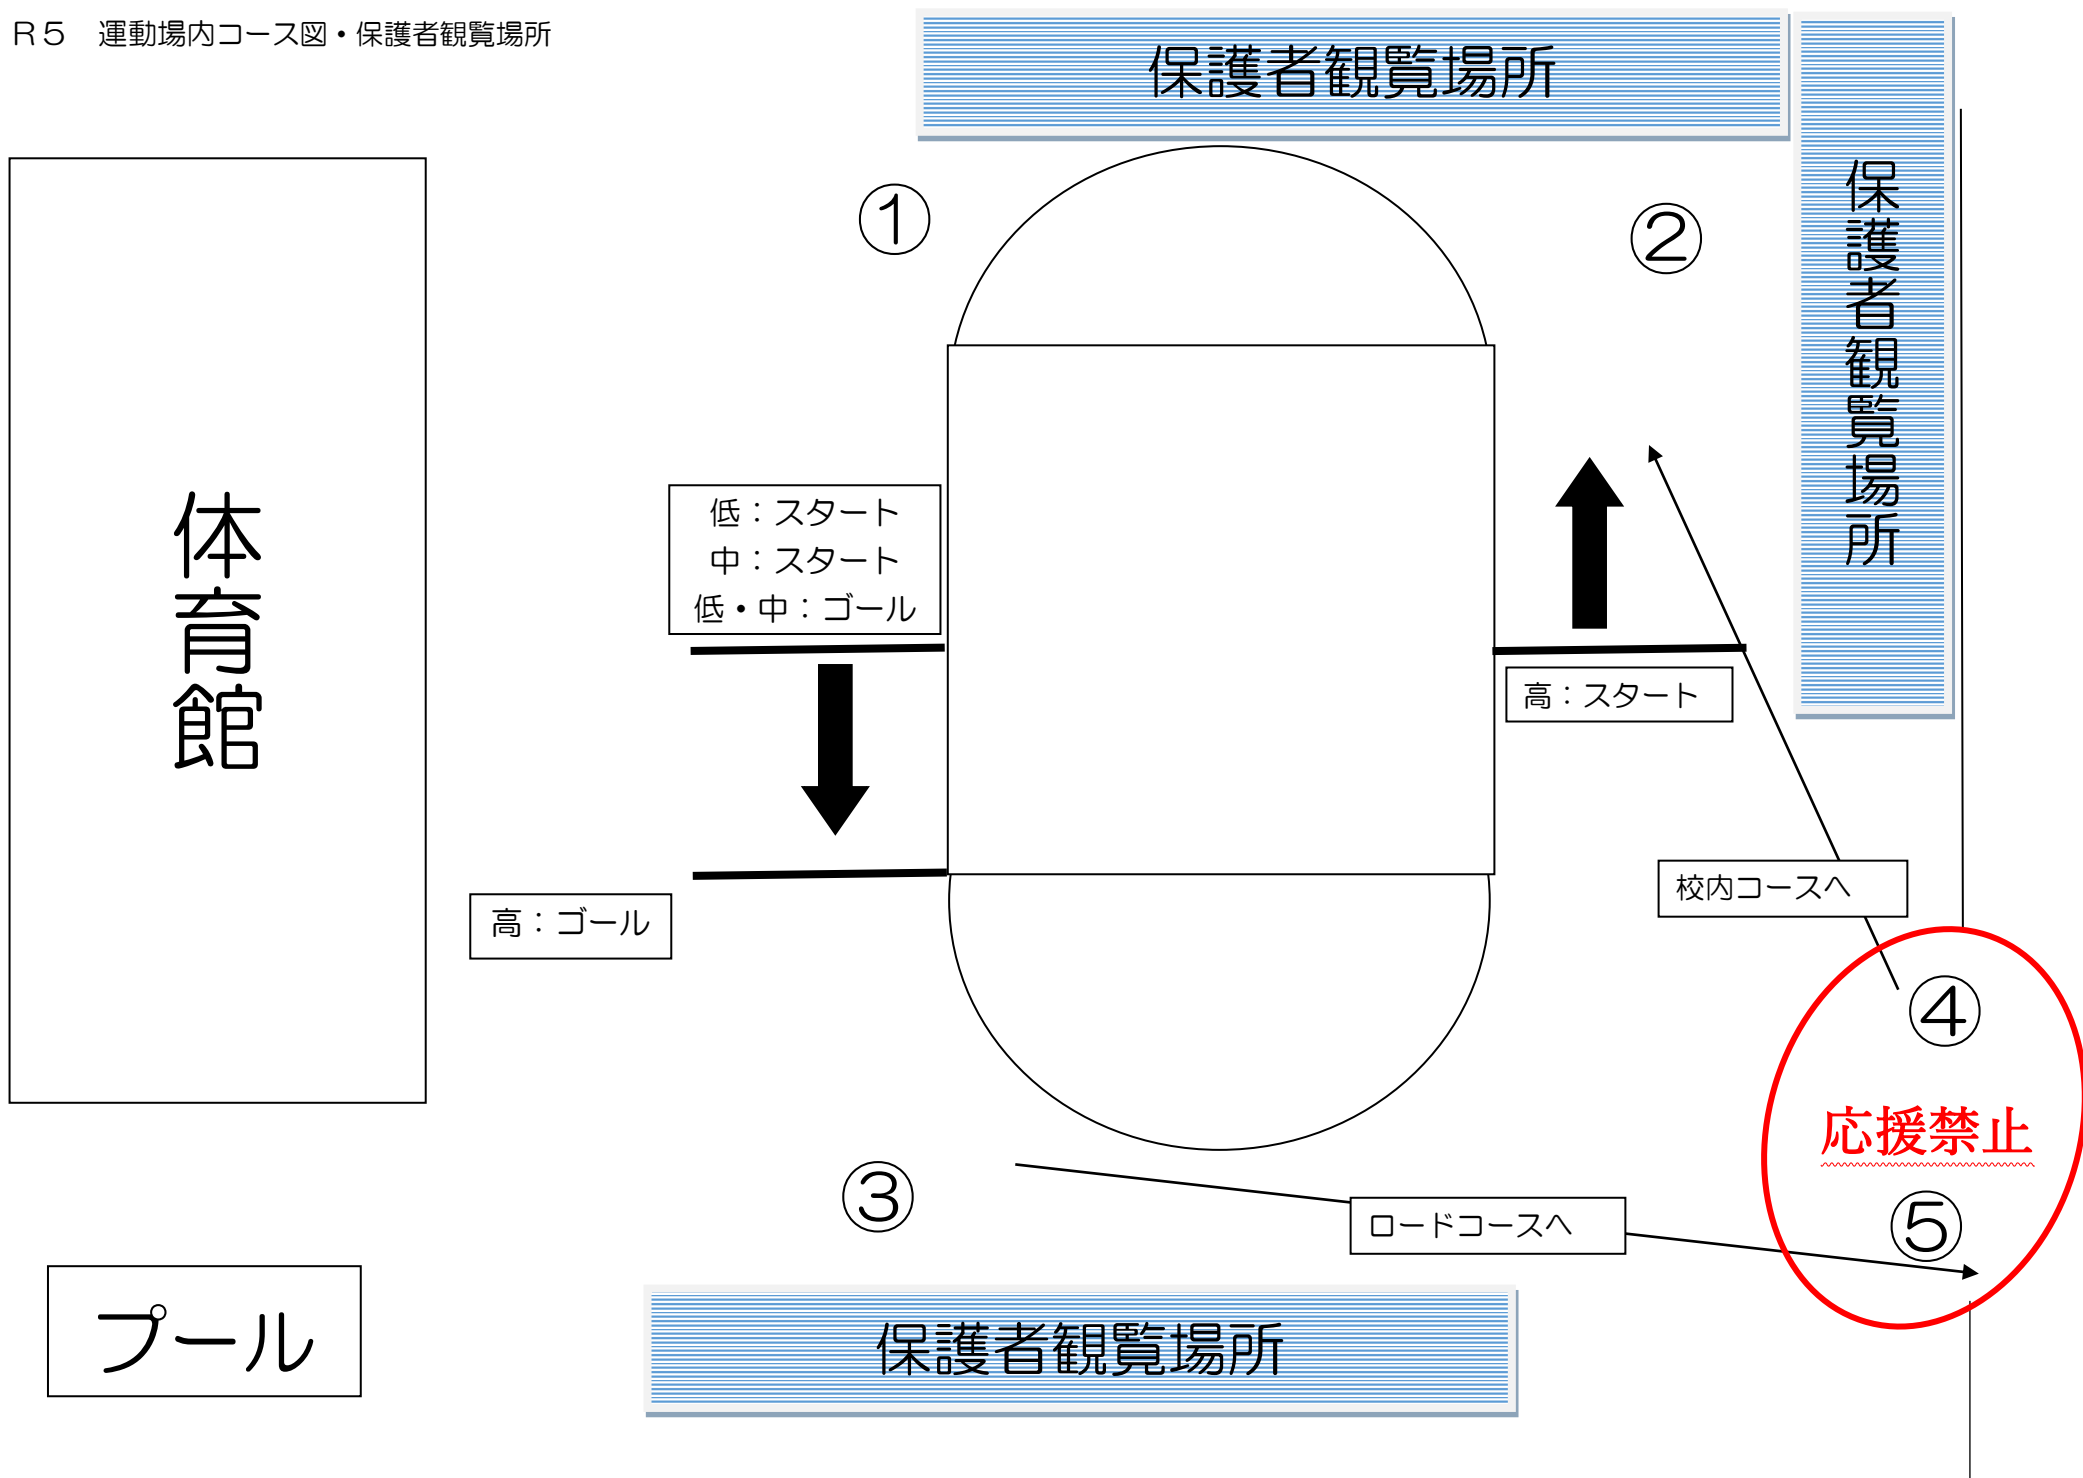 R5　運動場内コース図・保護者観覧場所
保護者観覧場所
保護者観覧場所
①
②
体育館
低：スタート
中：スタート
低・中：ゴール
高：スタート
校内コースへ
高：ゴール
④
応援禁止
⑤
③
ロードコースへ
プール
保護者観覧場所